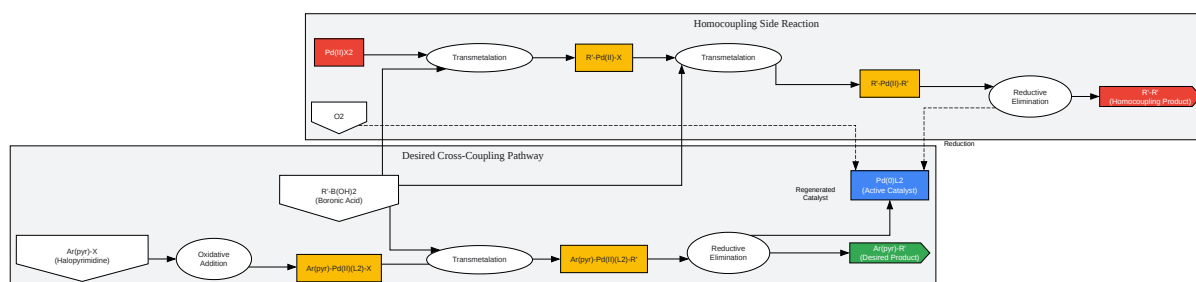 Homocoupling Side Reaction
Pd(II)X2
Transmetalation
R'-Pd(II)-X
Transmetalation
R'-Pd(II)-R'
Reductive
Elimination
R'-R'
(Homocoupling Product)
O2
Reduction
Desired Cross-Coupling Pathway
R'-B(OH)2
(Boronic Acid)
Regenerated
Catalyst
Pd(0)L2
(Active Catalyst)
Ar(pyr)-X
(Halopyrimidine)
Oxidative
Addition
Ar(pyr)-Pd(II)(L2)-X
Transmetalation
Ar(pyr)-Pd(II)(L2)-R'
Reductive
Elimination
Ar(pyr)-R'
(Desired Product)